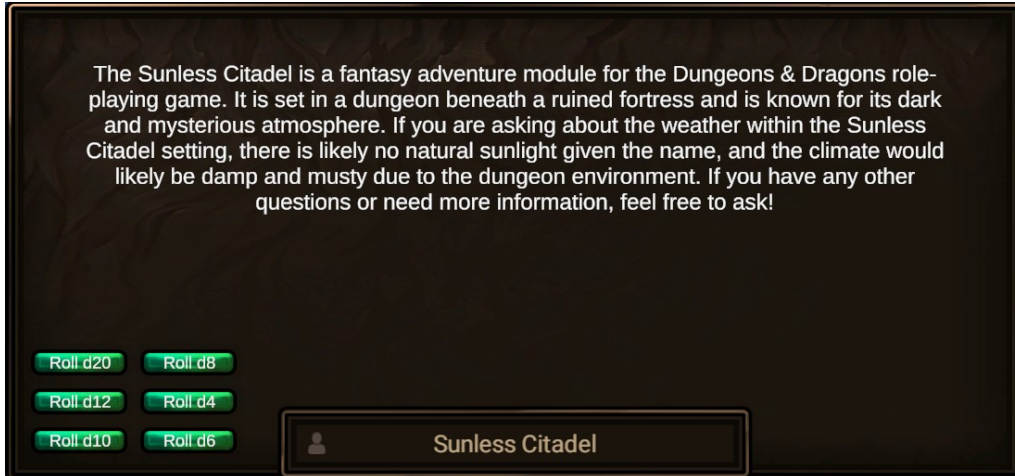 The Sunless Citadel is a fantasy adventure module for the Dungeons & Dragons role-
playing game. It is set in a dungeon beneath a ruined fortress and is known for its dark
and mysterious atmosphere. If you are asking about the weather within the Sunless
Citadel setting, there is likely no natural sunlight given the name, and the climate would
likely be damp and musty due to the dungeon environment. If you have any other
questions or need more information, feel free to ask!
Roll d20 Roll d8
Roll d12 Roll d4
Roll d10 Roll d6
Sunless Citadel